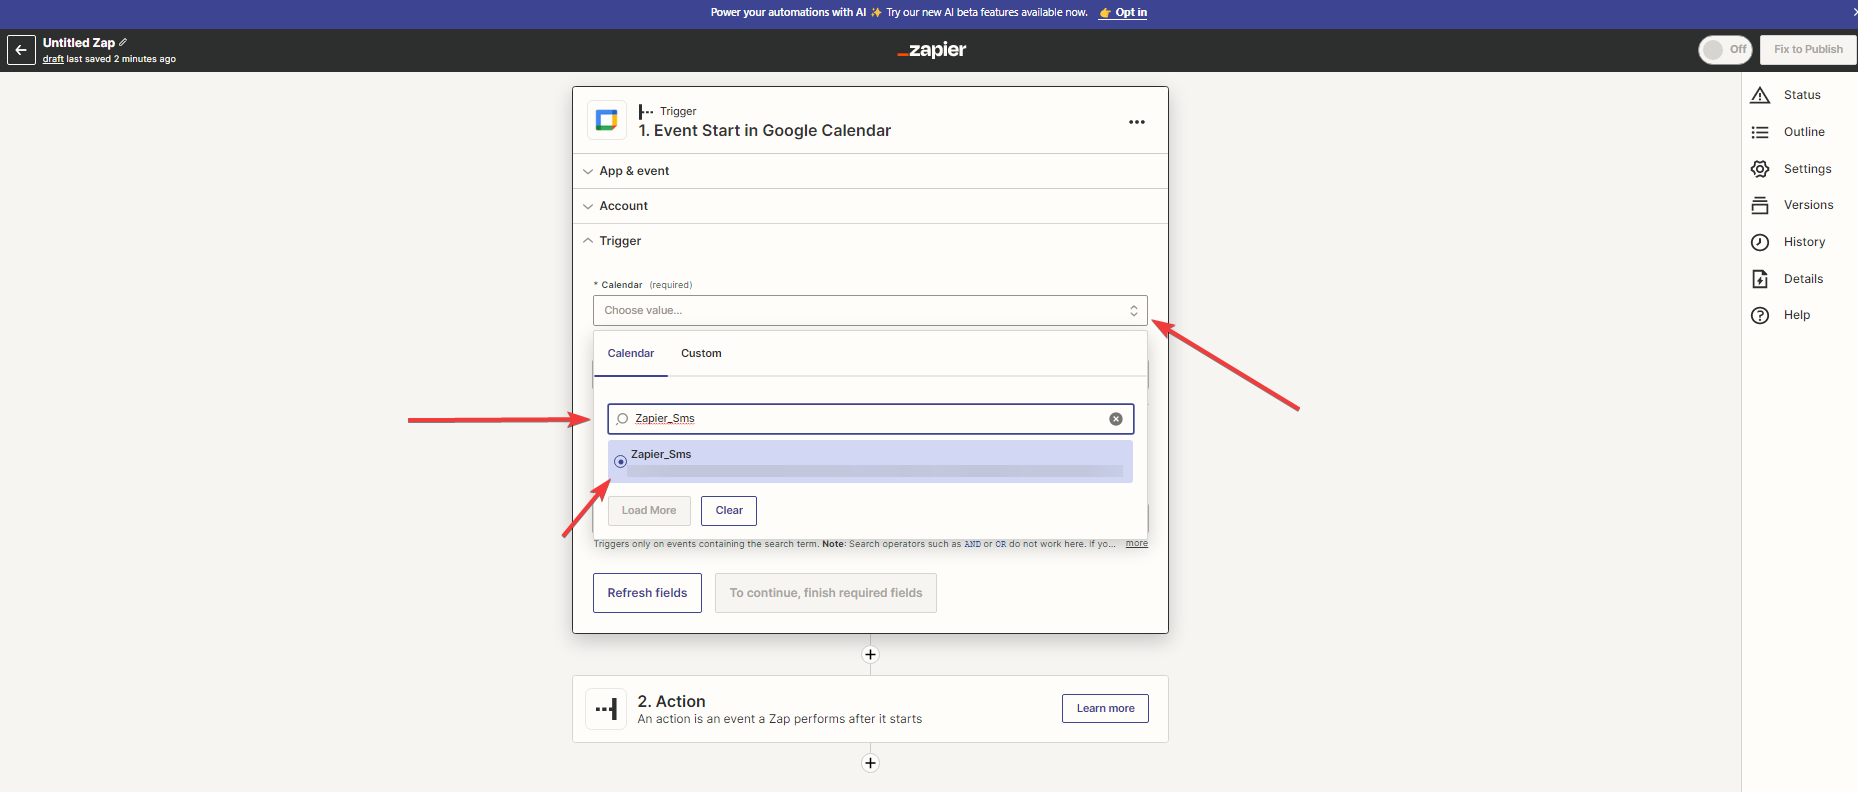 Power your automations with AI ✨ Try our new AI beta features available now. 👉 Opt in
Untitled Zap
draft last saved 2 minutes ago
_zapier
Off
Fix to Publish
Trigger
1. Event Start in Google Calendar
App & event
Account
Trigger
* Calendar (required)
Choose value...
Calendar Custom
Zapier_Sms
Zapier_Sms
Load More Clear
Triggers only on events containing the search term. Note: Search operators such as AND or OR do not work here. If yo... more
Refresh fields To continue, finish required fields
2. Action
An action is an event a Zap performs after it starts
Learn more
Status
Outline
Settings
Versions
History
Details
Help